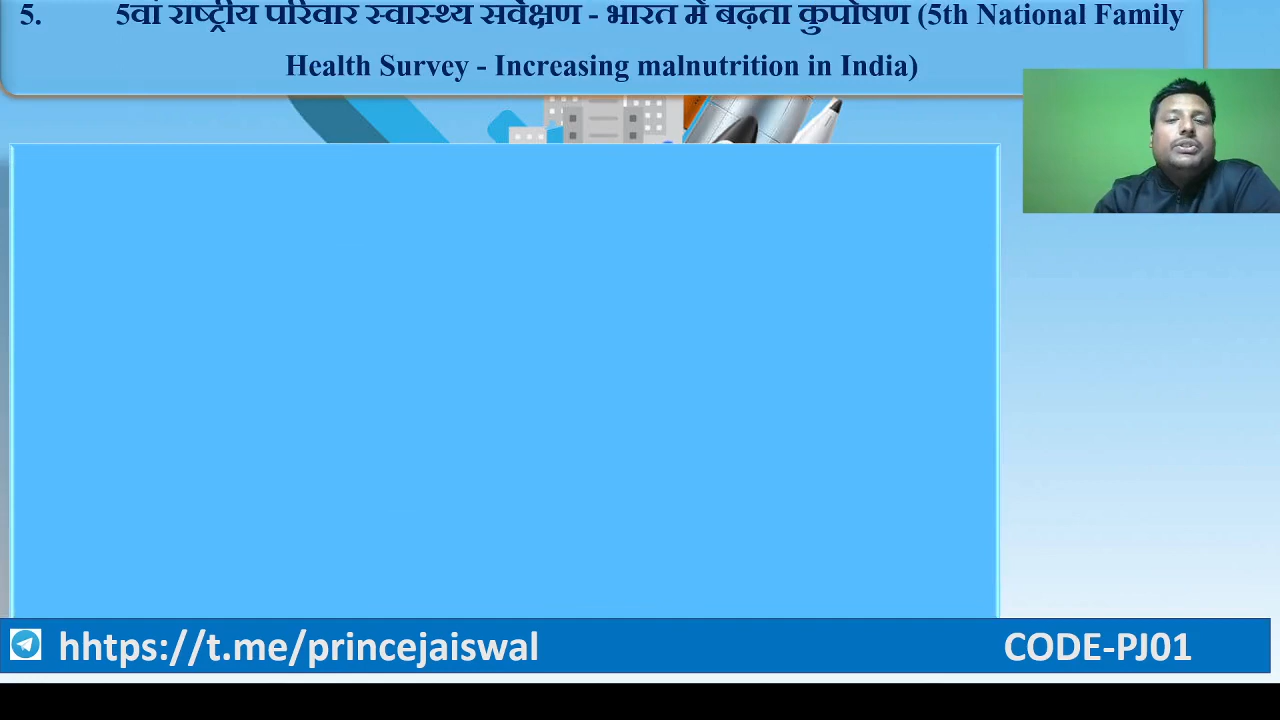 5. 5वां राष्ट्रीय परिवार स्वास्थ्य सर्वेक्षण - भारत में बढ़ता कुपोषण (5th National Family
Health Survey - Increasing malnutrition in India)
hhtps://t.me/princejaiswal CODE-PJ01